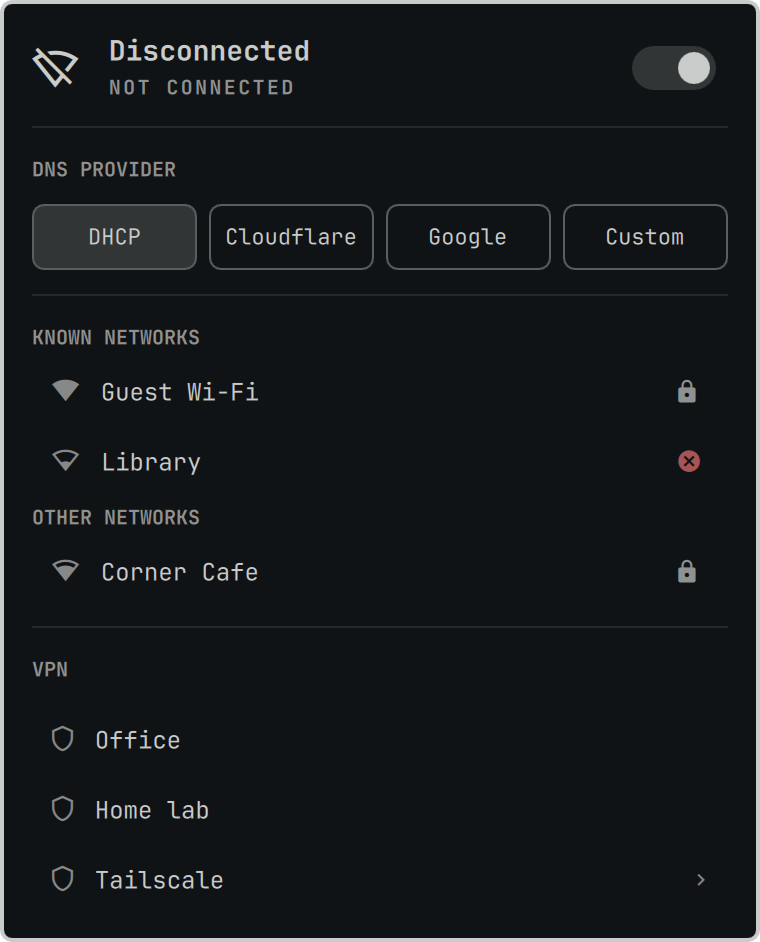 Disconnected
NOT CONNECTED
DNS PROVIDER
DHCP Cloudflare Google Custom
KNOWN NETWORKS
Guest Wi-Fi
Library
OTHER NETWORKS
Corner Cafe
VPN
Office
Home lab
Tailscale